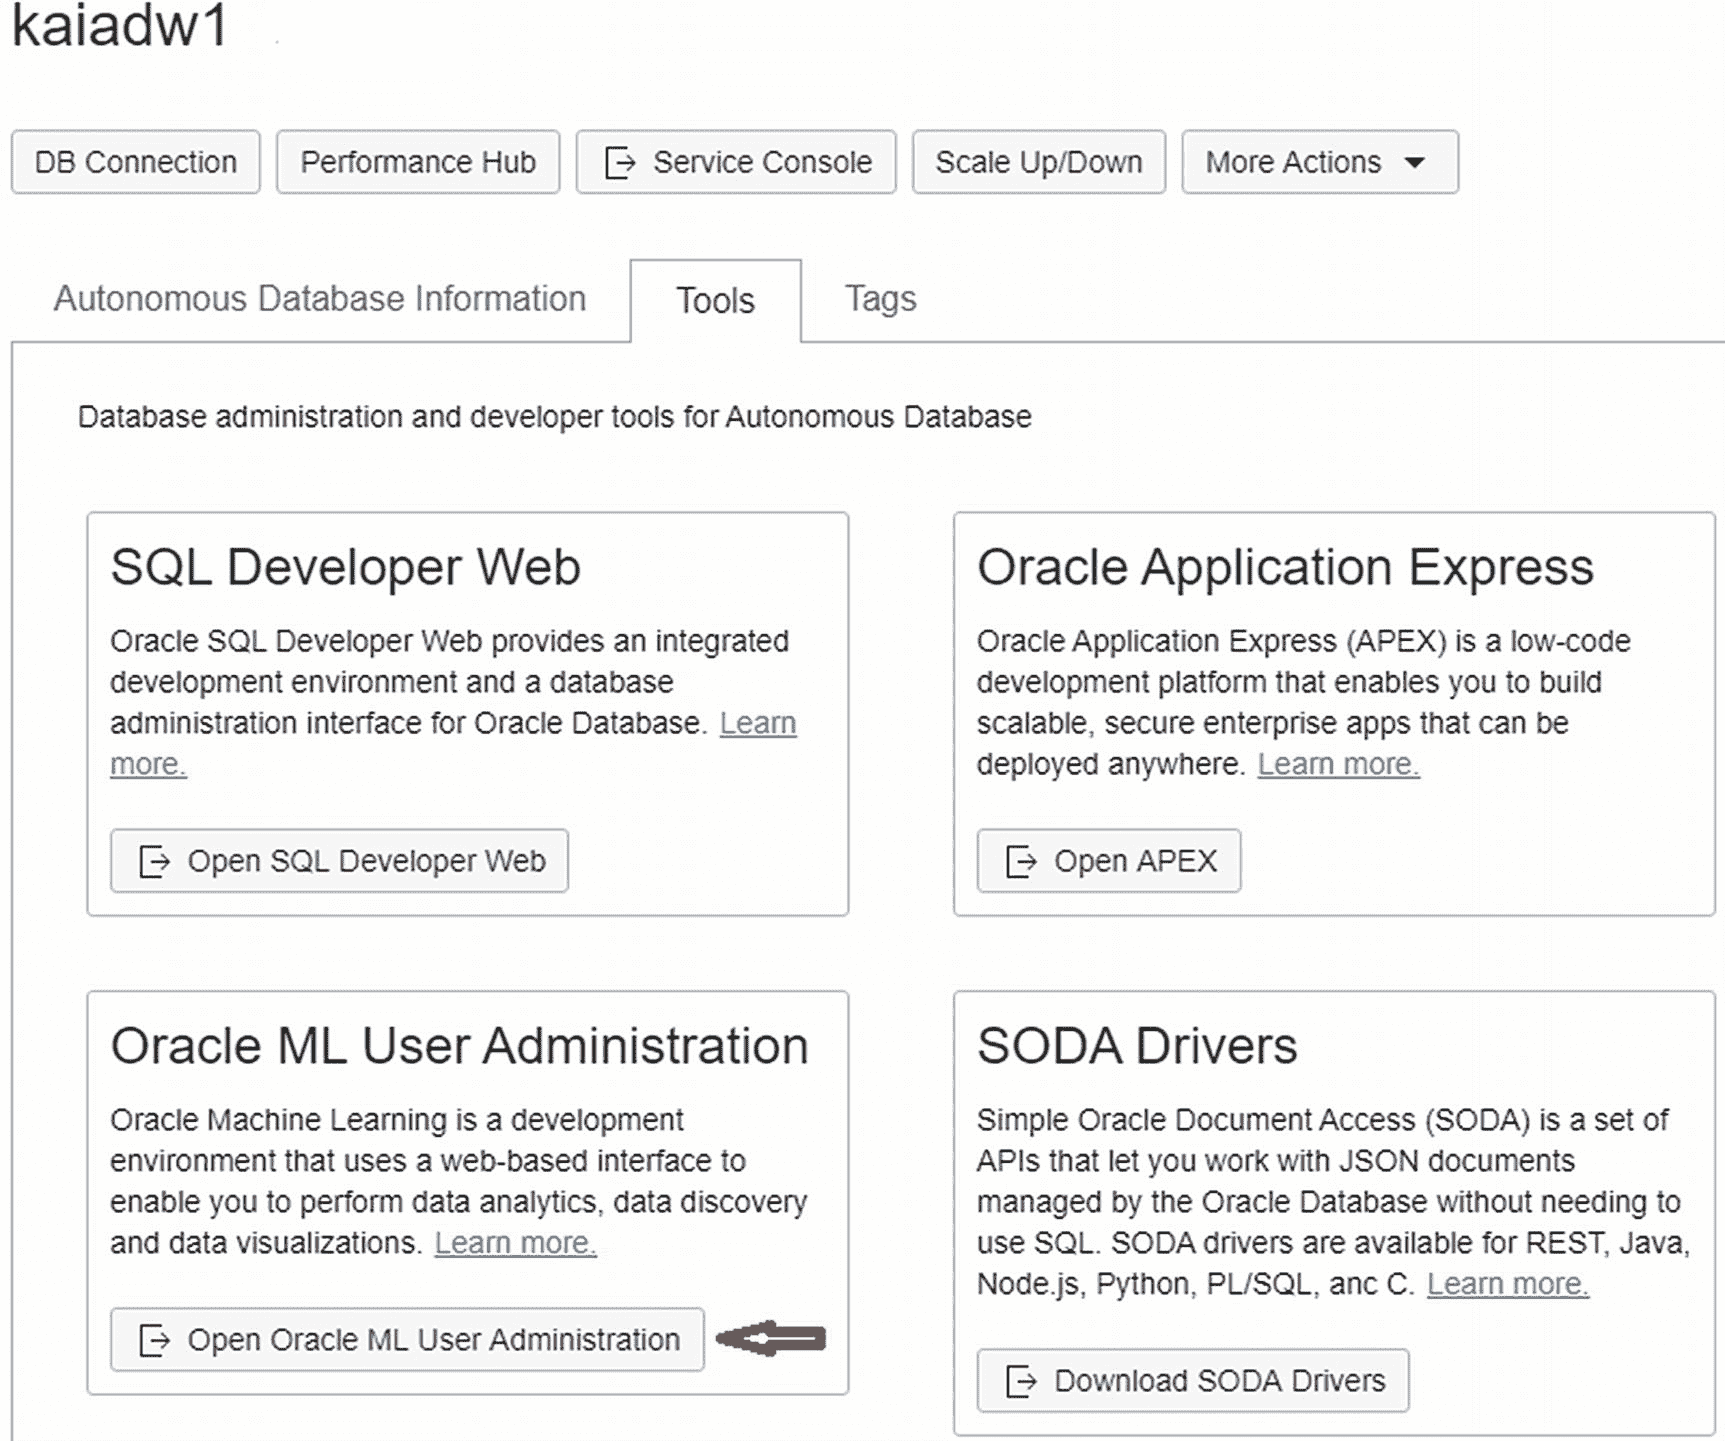 kaiadw1
DB Connection
Performance Hub
Service Console
Scale Up/Down
More Actions
Autonomous Database Information
Tools
Tags
Database administration and developer tools for Autonomous Database
SQL Developer Web
Oracle SQL Developer Web provides an integrated
development environment and a database
administration interface for Oracle Database. Learn
more.
Open SQL Developer Web
Oracle Application Express
Oracle Application Express (APEX) is a low-code
development platform that enables you to build
scalable, secure enterprise apps that can be
deployed anywhere. Learn more.
Open APEX
Oracle ML User Administration
Oracle Machine Learning is a development
environment that uses a web-based interface to
enable you to perform data analytics, data discovery
and data visualizations. Learn more.
Open Oracle ML User Administration
SODA Drivers
Simple Oracle Document Access (SODA) is a set of
APIs that let you work with JSON documents
managed by the Oracle Database without needing to
use SQL. SODA drivers are available for REST, Java,
Node.js, Python, PL/SQL, anc C. Learn more.
Download SODA Drivers